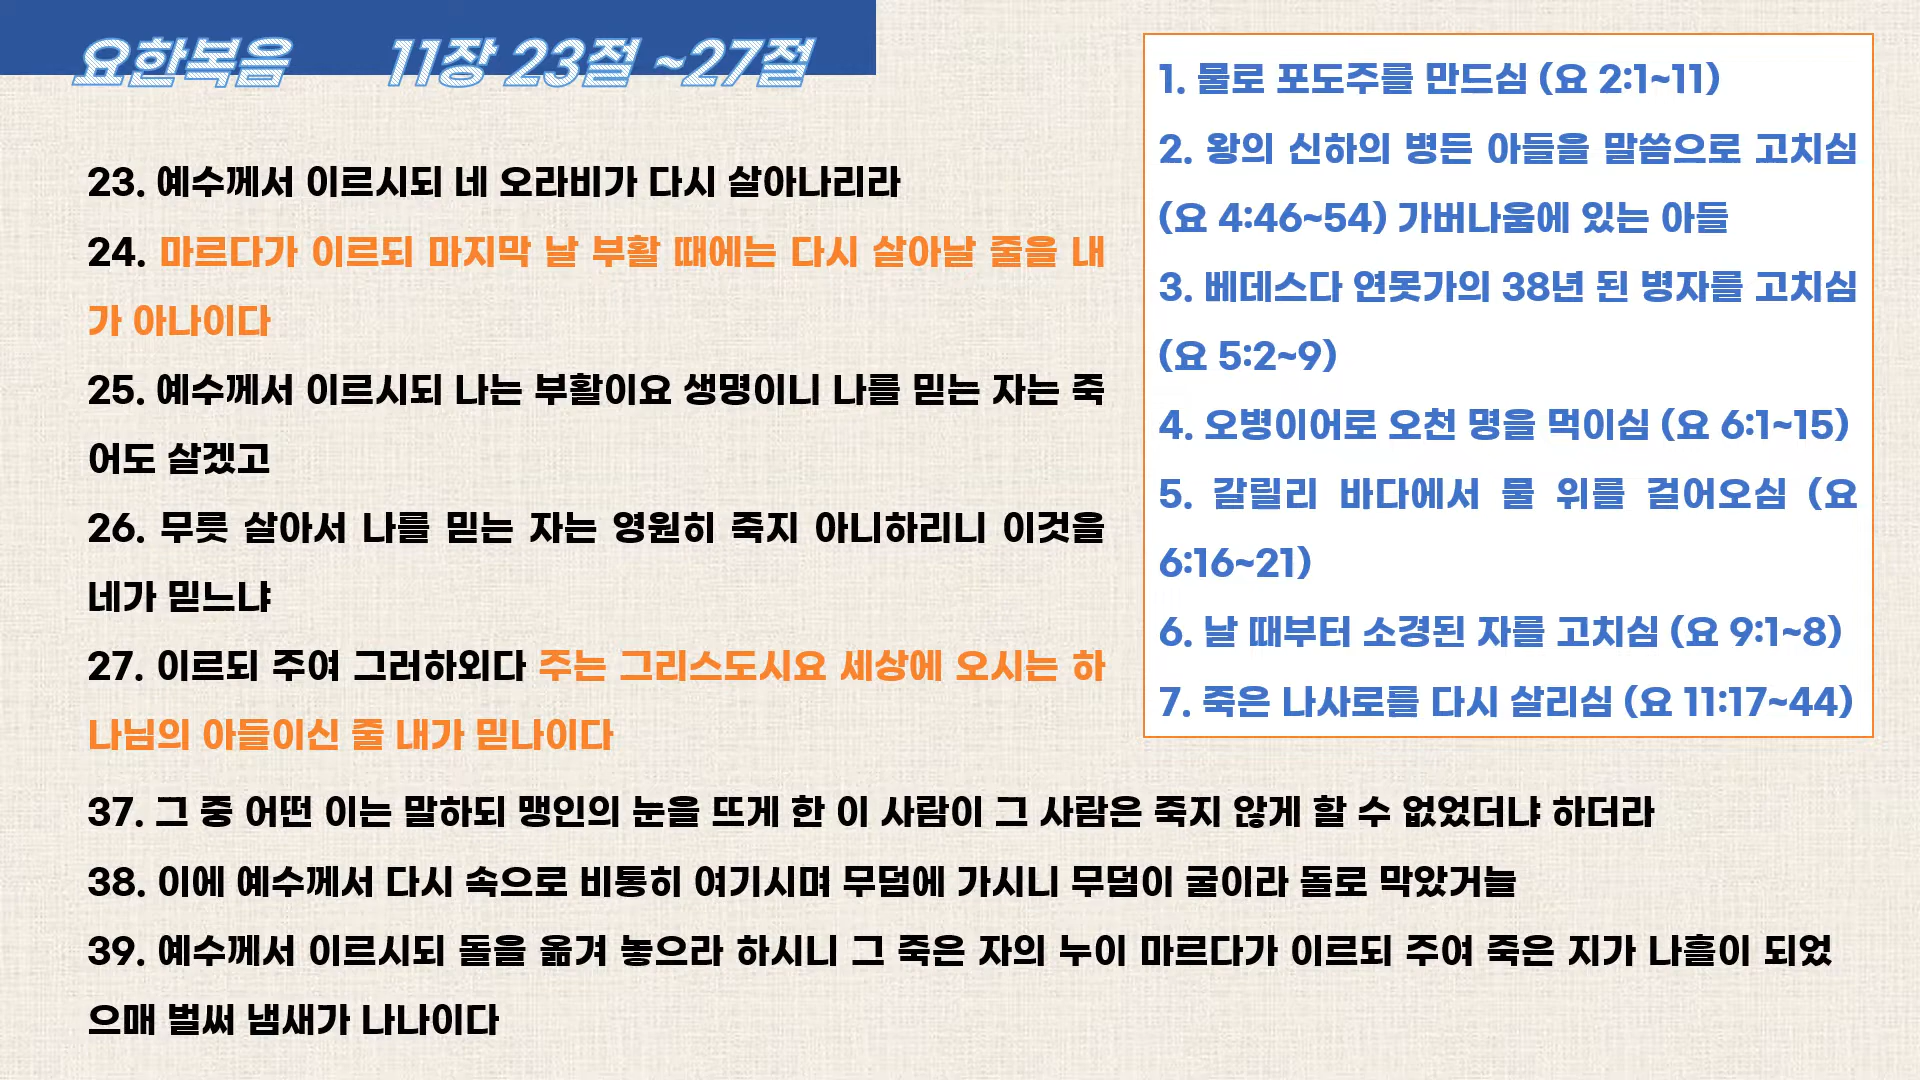 요한복음 11장 23절 ~27절
23. 예수께서 이르시되 네 오라비가 다시 살아나리라
24. 마르다가 이르되 마지막 날 부활 때에는 다시 살아날 줄을 내
가 아나이다
25. 예수께서 이르시되 나는 부활이요 생명이니 나를 믿는 자는 죽
어도 살겠고
26. 무릇 살아서 나를 믿는 자는 영원히 죽지 아니하리니 이것을
네가 믿느냐
27. 이르되 주여 그러하외다 주는 그리스도시요 세상에 오시는 하
나님의 아들이신 줄 내가 믿나이다
37. 그 중 어떤 이는 말하되 맹인의 눈을 뜨게 한 이 사람이 그 사람은 죽지 않게 할 수 없었더냐 하더라
38. 이에 예수께서 다시 속으로 비통히 여기시며 무덤에 가시니 무덤이 굴이라 돌로 막았거늘
39. 예수께서 이르시되 돌을 옮겨 놓으라 하시니 그 죽은 자의 누이 마르다가 이르되 주여 죽은 지가 나흘이 되었
으매 벌써 냄새가 나나이다
1. 물로 포도주를 만드심 (요 2:1~11)
2. 왕의 신하의 병든 아들을 말씀으로 고치심
(요 4:46~54) 가버나움에 있는 아들
3. 베데스다 연못가의 38년 된 병자를 고치심
(요 5:2~9)
4. 오병이어로 오천 명을 먹이심 (요 6:1~15)
5. 갈릴리 바다에서 물 위를 걸어오심 (요
6:16~21)
6. 날 때부터 소경된 자를 고치심 (요 9:1~8)
7. 죽은 나사로를 다시 살리심 (요 11:17~44)